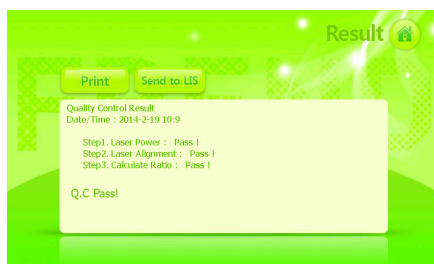 Result
Print
Send to LIS
Quality Control Result
Date/Time : 2014-2-19 10:9
Step1. Laser Power : Pass !
Step2. Laser Alignment : Pass !
Step3. Calculate Ratio : Pass !
Q.C Pass!